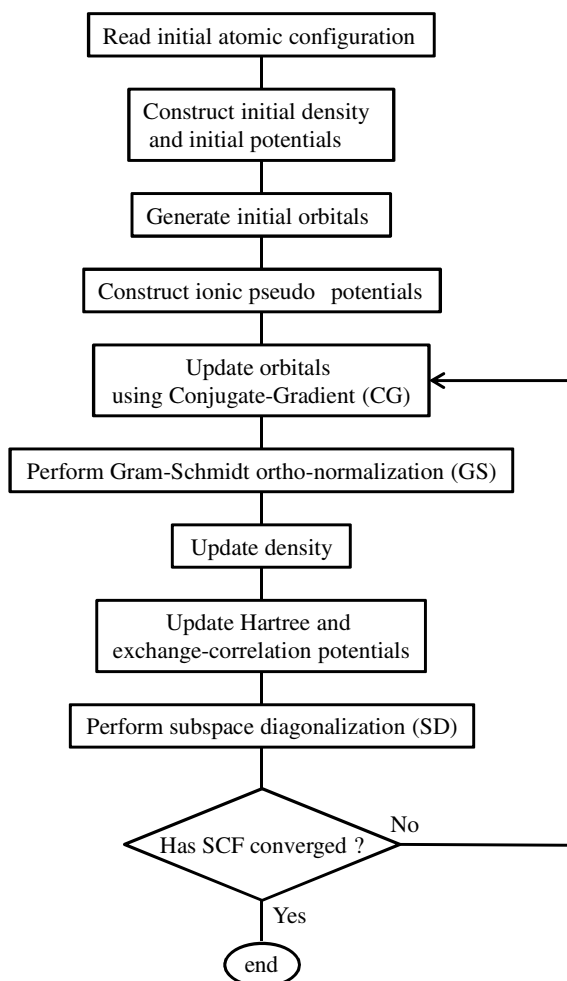 Read initial atomic configuration
Construct initial density
and initial potentials
Generate initial orbitals
Construct ionic pseudo potentials
Update orbitals
using Conjugate-Gradient (CG)
Perform Gram-Schmidt ortho-normalization (GS)
Update density
Update Hartree and
exchange-correlation potentials
Perform subspace diagonalization (SD)
Has SCF converged ?
No
Yes
end